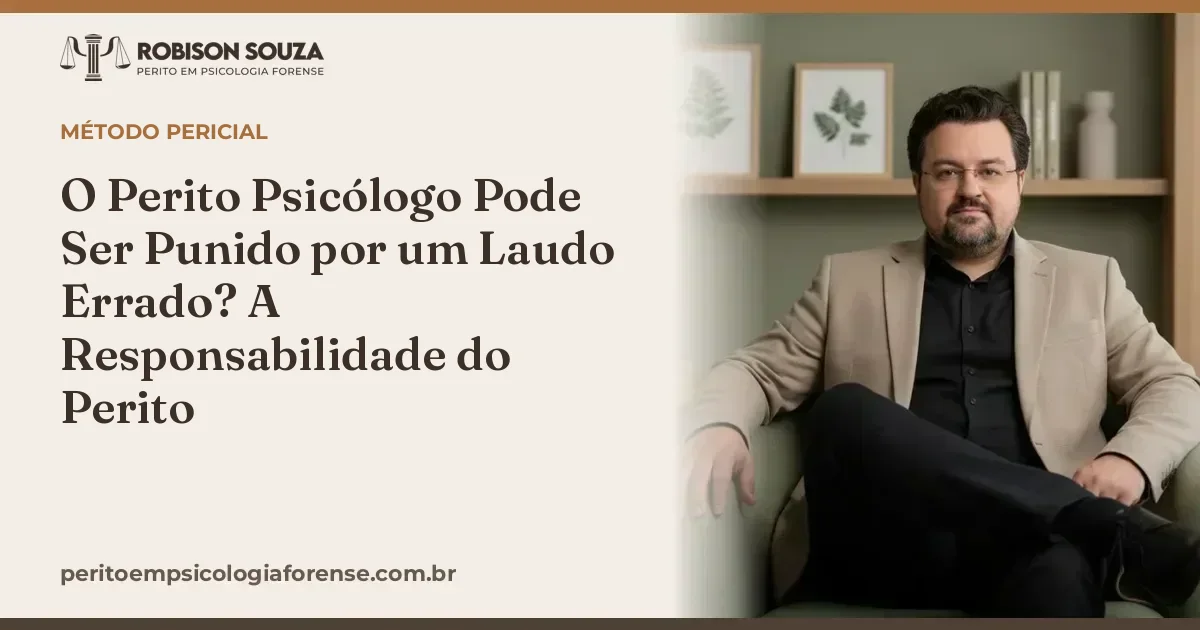 ROBISON SOUZA
PERITO EM PSICOLOGIA FORENSE
MÉTODO PERICIAL
O Perito Psicólogo Pode
Ser Punido por um Laudo
Errado? A
Responsabilidade do
Perito
peritoempsicologiaforense.com.br